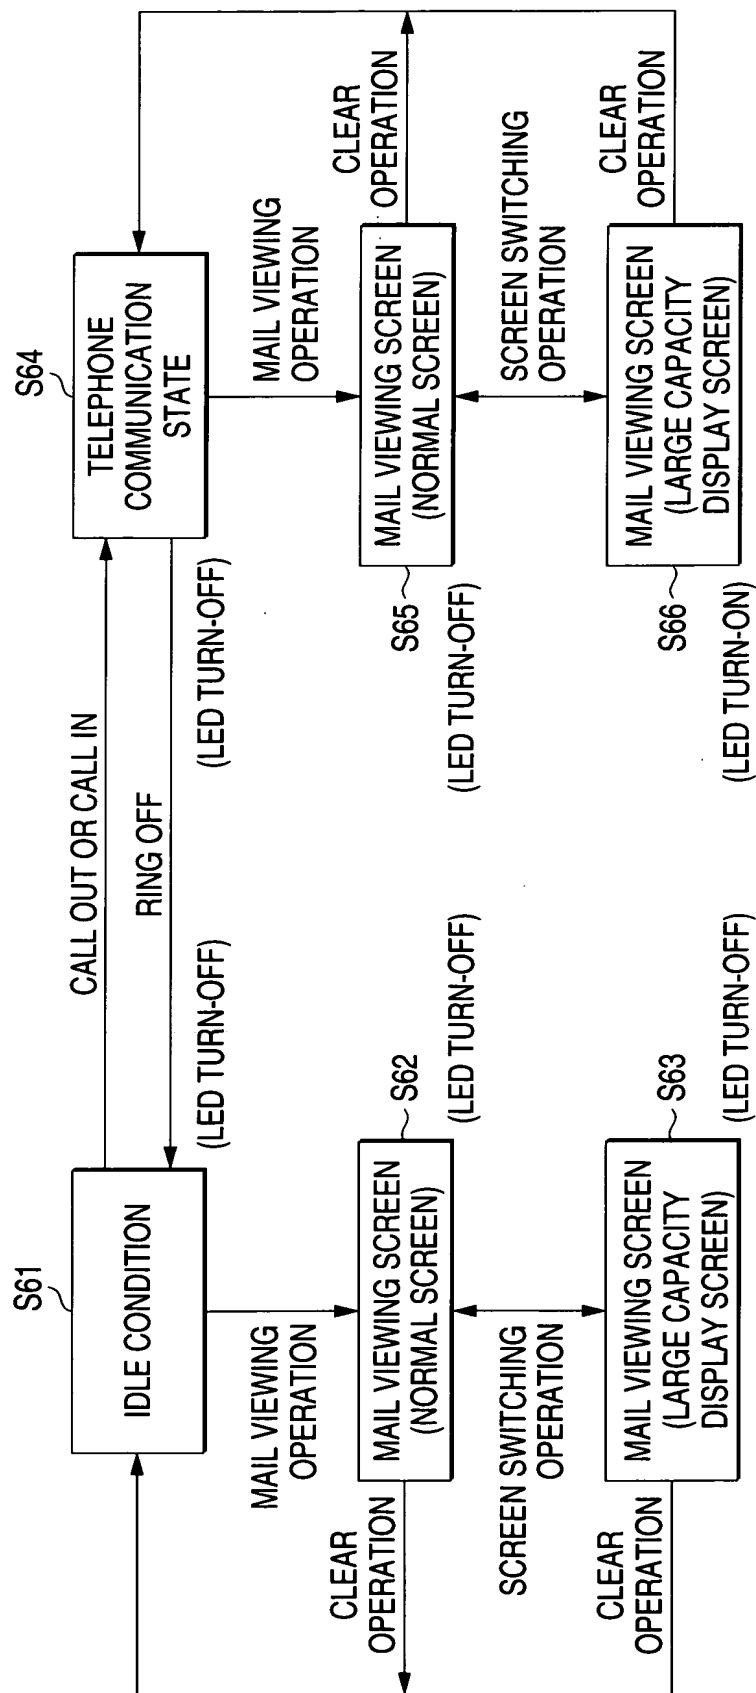 S61
IDLE CONDITION
CALL OUT OR CALL IN
RING OFF
(LED TURN-OFF)
(LED TURN-OFF)
S64
TELEPHONE
COMMUNICATION
STATE
MAIL VIEWING
OPERATION
MAIL VIEWING
OPERATION
CLEAR
OPERATION
MAIL VIEWING SCREEN
(NORMAL SCREEN)
S62
(LED TURN-OFF)
S65
(LED TURN-OFF)
MAIL VIEWING SCREEN
(NORMAL SCREEN)
CLEAR
OPERATION
SCREEN SWITCHING
OPERATION
SCREEN SWITCHING
OPERATION
CLEAR
OPERATION
MAIL VIEWING SCREEN
(LARGE CAPACITY
DISPLAY SCREEN)
S63
(LED TURN-OFF)
S66
(LED TURN-ON)
MAIL VIEWING SCREEN
(LARGE CAPACITY
DISPLAY SCREEN)
CLEAR
OPERATION